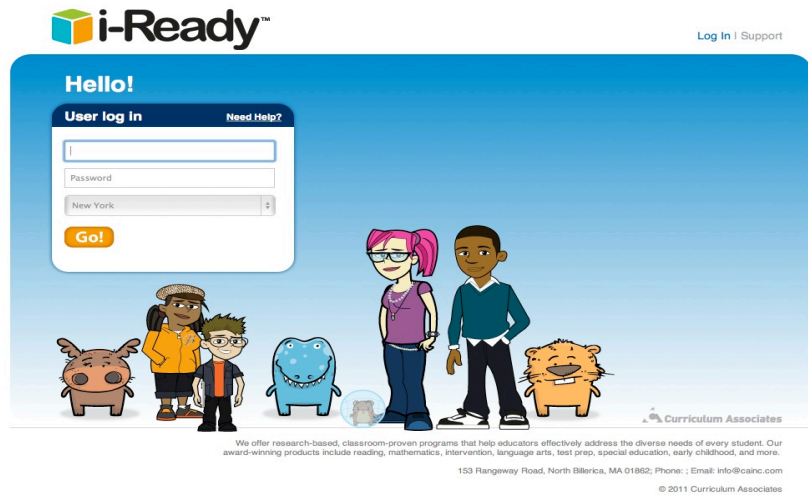 i-Ready™
Log In | Support
Hello!
User log in Need Help?
Password
New York
Go!
Curriculum Associates
We offer research-based, classroom-proven programs that help educators effectively address the diverse needs of every student. Our
award-winning products include reading, mathematics, intervention, language arts, test prep, special education, early childhood, and more.
153 Rangeway Road, North Billerica, MA 01862; Phone: ; Email: info@cainc.com
© 2011 Curriculum Associates